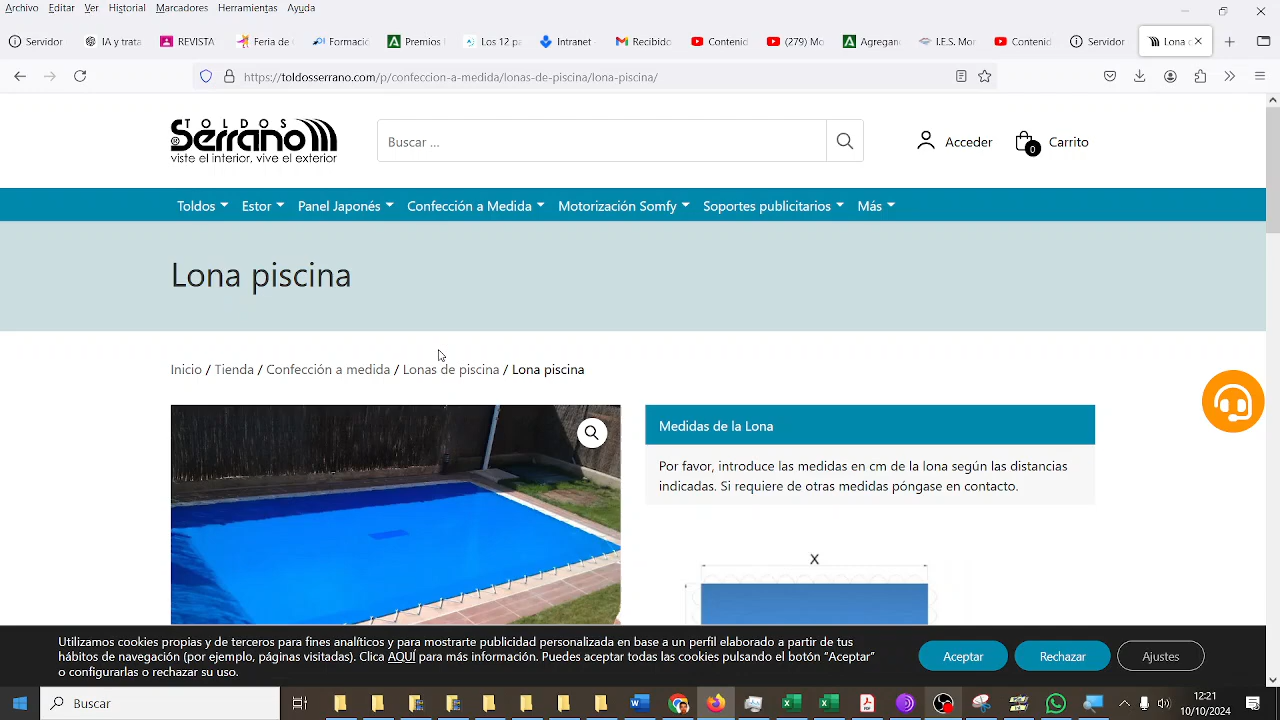 Archivo Editar Ver Historial Marcadores Herramientas Ayuda
Servidor IA y trata REVISTA Feria de Formació Premios Los 13 a Intranet Recibido Contenid (279) Mo Agregan I.E.S. Mor Contenid Servidor Lona d
https://toldosserrano.com/p/confeccion-a-medida/lonas-de-piscina/lona-piscina/
TOLDOS
Serrano
viste el interior, vive el exterior
Buscar ...
Acceder
0
Carrito
Toldos Estor Panel Japonés Confección a Medida Motorización Somfy Soportes publicitarios Más
Lona piscina
Inicio / Tienda / Confección a medida / Lonas de piscina / Lona piscina
Medidas de la Lona
Por favor, introduce las medidas en cm de la lona según las distancias
indicadas. Si requiere de otras medidas póngase en contacto.
X
Utilizamos cookies propias y de terceros para fines analíticos y para mostrarte publicidad personalizada en base a un perfil elaborado a partir de tus
hábitos de navegación (por ejemplo, páginas visitadas). Clica AQUÍ para más información. Puedes aceptar todas las cookies pulsando el botón “Aceptar”
o configurarlas o rechazar su uso.
Aceptar
Rechazar
Ajustes
Buscar
12:21
10/10/2024